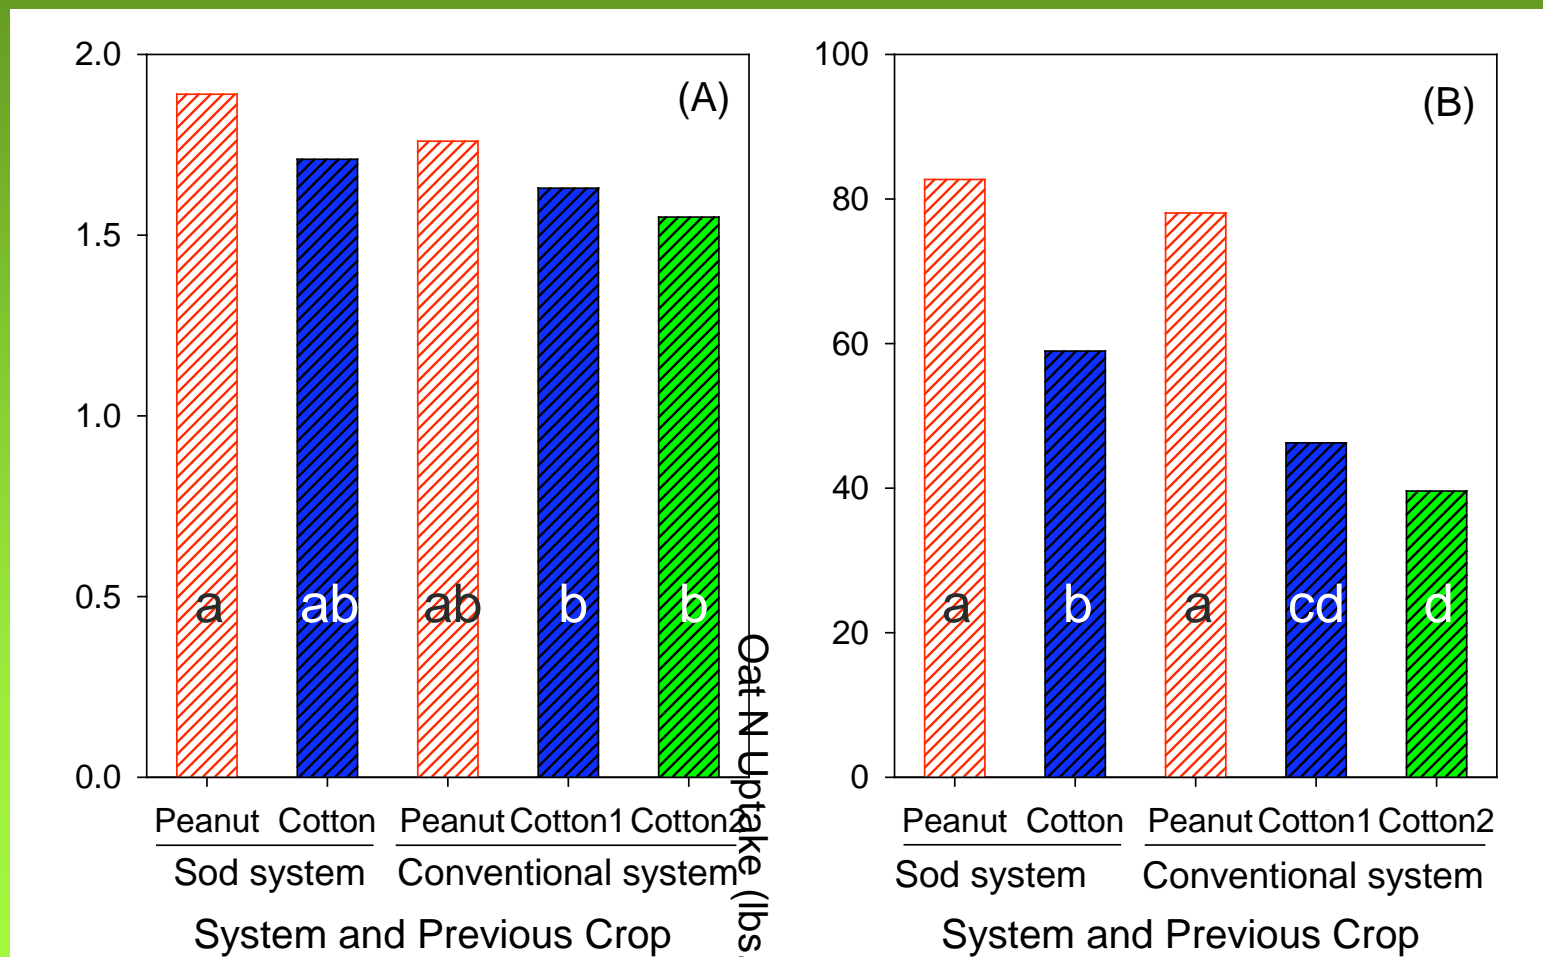 2.0
1.5
1.0
0.5
0.0
(A)
a ab ab b b
Peanut Cotton Peanut Cotton1 Cotton2
Sod system Conventional system
System and Previous Crop
Oat N Uptake (lbs.
100
80
60
40
20
0
(B)
a b a cd d
Peanut Cotton Peanut Cotton1 Cotton2
Sod system Conventional system
System and Previous Crop